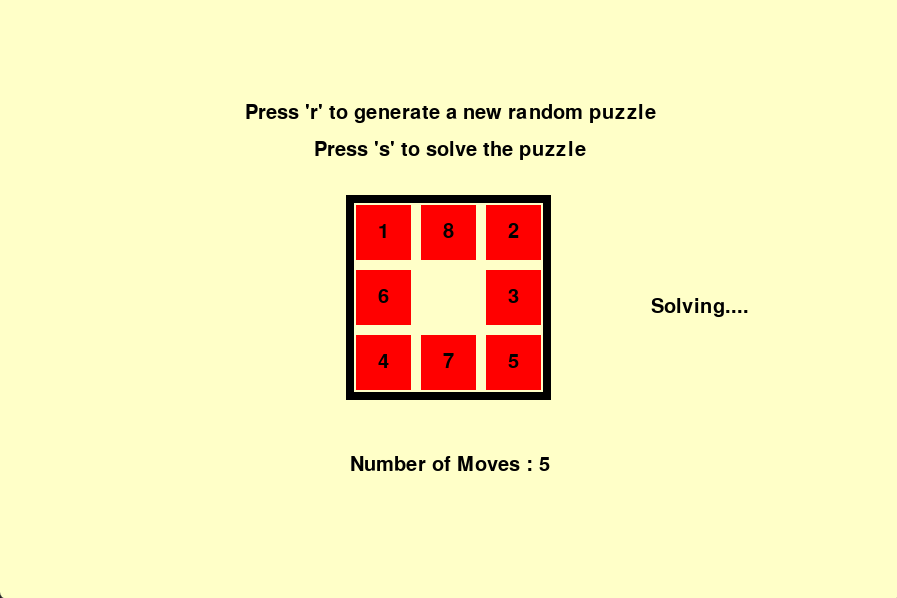 Press 'r' to generate a new random puzzle
Press 's' to solve the puzzle
1 8 2
6 3
Solving....
4 7 5
Number of Moves : 5